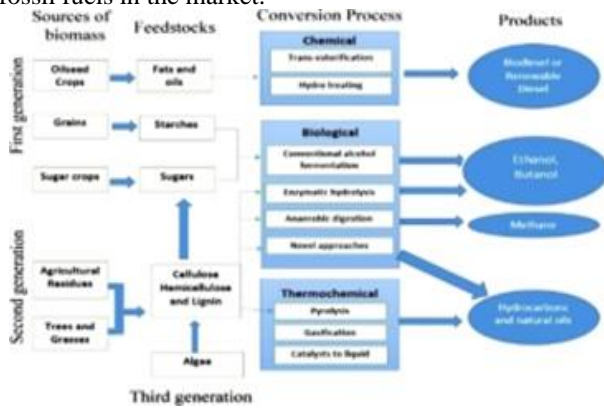 fossil fuels in the market.
Sources of
biomass
Feedstocks
Conversion Process
Products
First generation
Second generation
Third generation
Oilseed
Crops
Fats and
oils
Grains
Starches
Sugar crops
Sugars
Agricultural
Residues
Trees and
Grasses
Cellulose
Hemicellulose
and Lignin
Algae
Chemical
Trans esterification
Hydro treating
Biological
Conventional alcohol
fermentation
Enzymatic hydrolysis
Anaerobic digestion
Novel approaches
Thermochemical
Pyrolysis
Gasification
Catalysts to liquid
Biodiesel or
Renewable
Diesel
Ethanol,
Butanol
Methane
Hydrocarbons
and natural oils